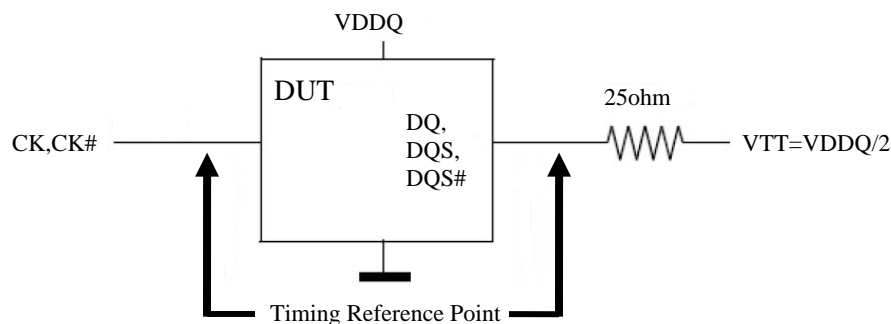 VDDQ
DUT
25ohm
DQ,
CK,CK#
DQS,
VTT=VDDQ/2
DQS#
Timing Reference Point